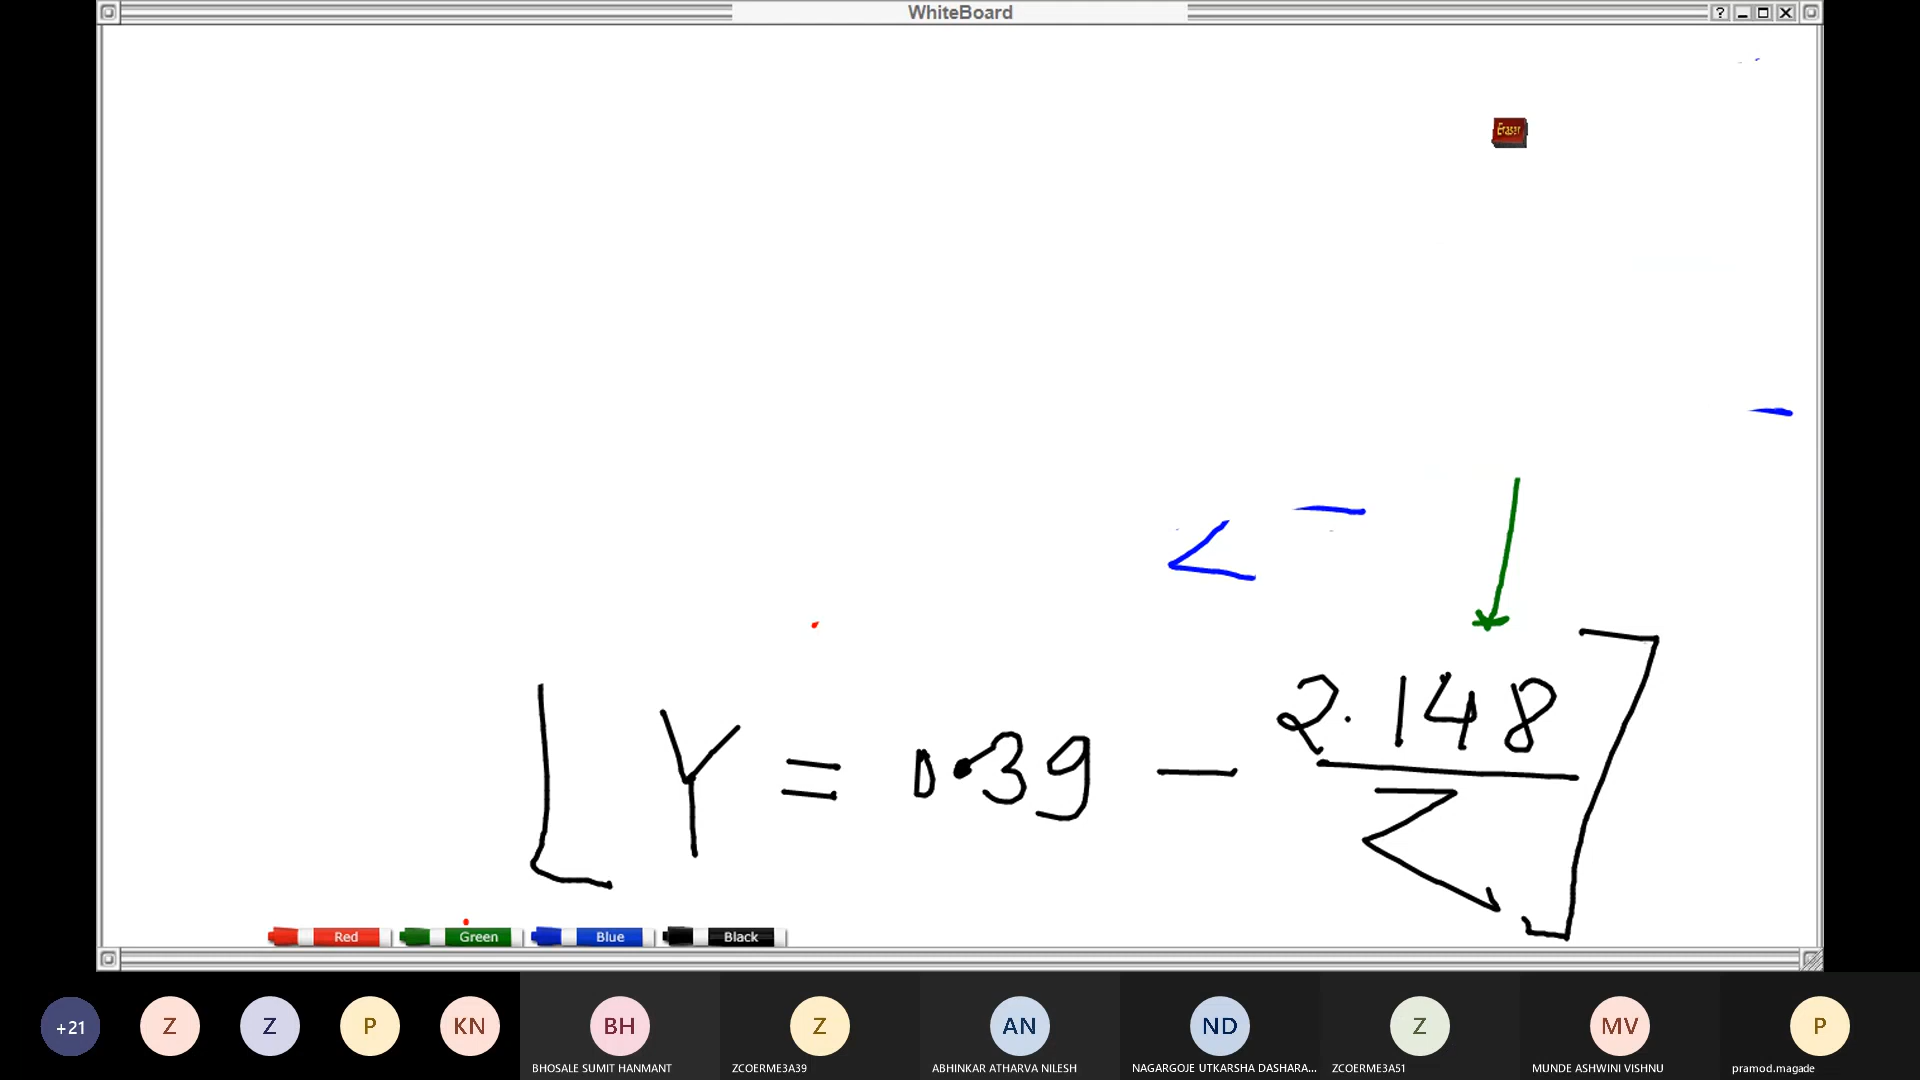 WhiteBoard
?
Eraser
[ Y = 0.39 - 2.148 / Z ]
Red Green Blue Black
+21 Z Z P KN BH Z AN ND Z MV P
BHOSALE SUMIT HANMANT ZCOERME3A39 ABHINKAR ATHARVA NILESH NAGARGOJE UTKARSHA DASHARA... ZCOERME3A51 MUNDE ASHWINI VISHNU pramod.magade